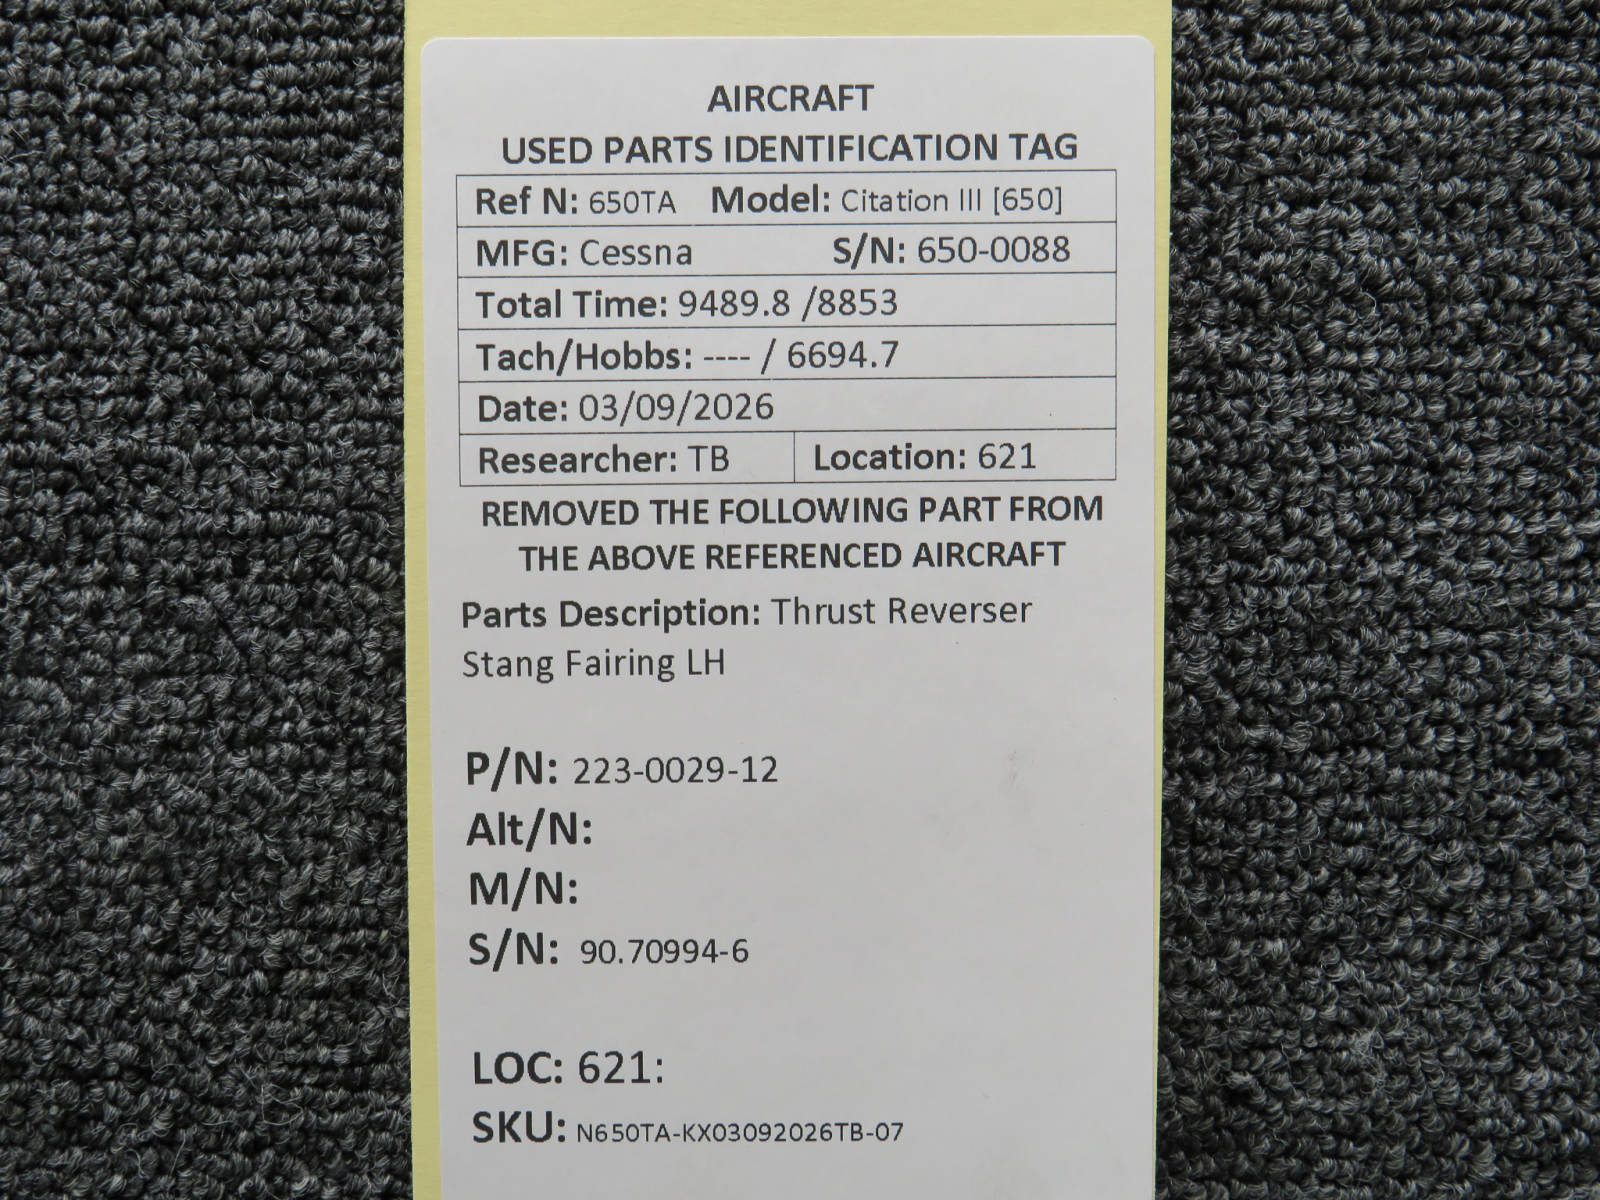 AIRCRAFT
USED PARTS IDENTIFICATION TAG
Ref N: 650TA Model: Citation III [650]
MFG: Cessna S/N: 650-0088
Total Time: 9489.8 /8853
Tach/Hobbs: ---- / 6694.7
Date: 03/09/2026
Researcher: TB Location: 621
REMOVED THE FOLLOWING PART FROM
THE ABOVE REFERENCED AIRCRAFT
Parts Description: Thrust Reverser
Stang Fairing LH
P/N: 223-0029-12
Alt/N:
M/N:
S/N: 90.70994-6
LOC: 621:
SKU: N650TA-KX03092026TB-07